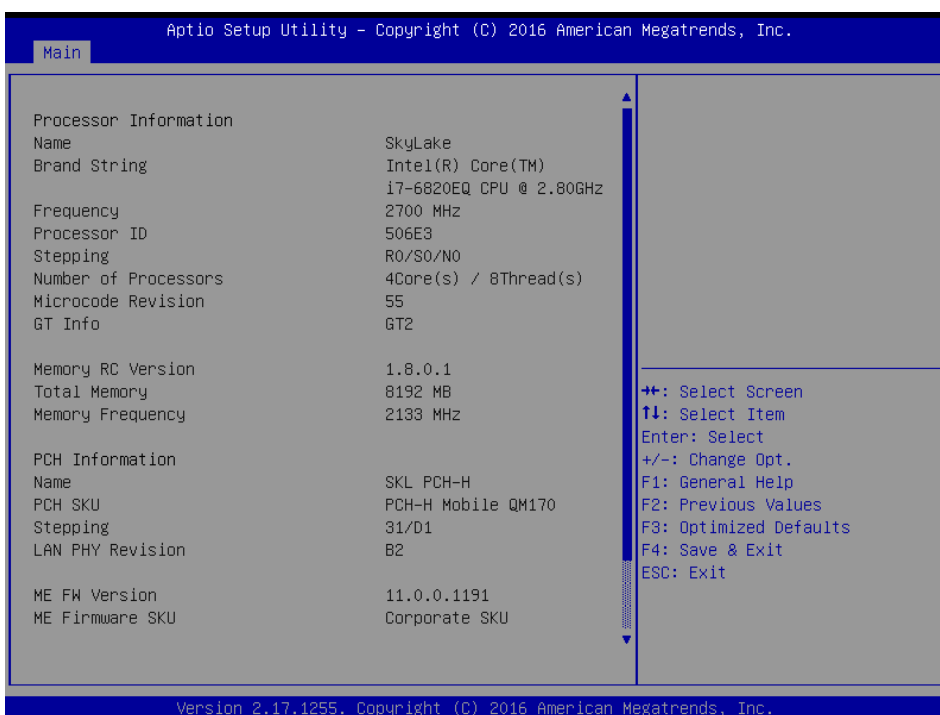 Aptio Setup Utility – Copyright (C) 2016 American Megatrends, Inc.
Main
Processor Information
Name SkyLake
Brand String Intel(R) Core(TM)
i7-6820EQ CPU @ 2.80GHz
Frequency 2700 MHz
Processor ID 506E3
Stepping R0/S0/N0
Number of Processors 4Core(s) / 8Thread(s)
Microcode Revision 55
GT Info GT2
Memory RC Version 1.8.0.1
Total Memory 8192 MB
Memory Frequency 2133 MHz
PCH Information
Name SKL PCH-H
PCH SKU PCH-H Mobile QM170
Stepping 31/D1
LAN PHY Revision B2
ME FW Version 11.0.0.1191
ME Firmware SKU Corporate SKU
→←: Select Screen
↑↓: Select Item
Enter: Select
+/-: Change Opt.
F1: General Help
F2: Previous Values
F3: Optimized Defaults
F4: Save & Exit
ESC: Exit
Version 2.17.1255. Copyright (C) 2016 American Megatrends, Inc.